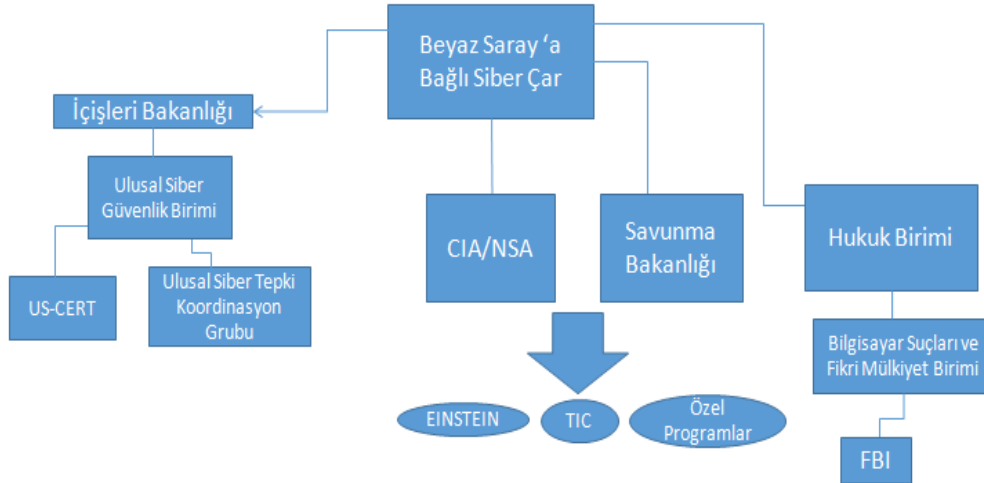 Beyaz Saray ‘a
Bağlı Siber Çar
İçişleri Bakanlığı
Ulusal Siber
Güvenlik Birimi
US-CERT
Ulusal Siber Tepki
Koordinasyon
Grubu
CIA/NSA
Savunma
Bakanlığı
Hukuk Birimi
Bilgisayar Suçları ve
Fikri Mülkiyet Birimi
FBI
EINSTEIN
TIC
Özel
Programlar